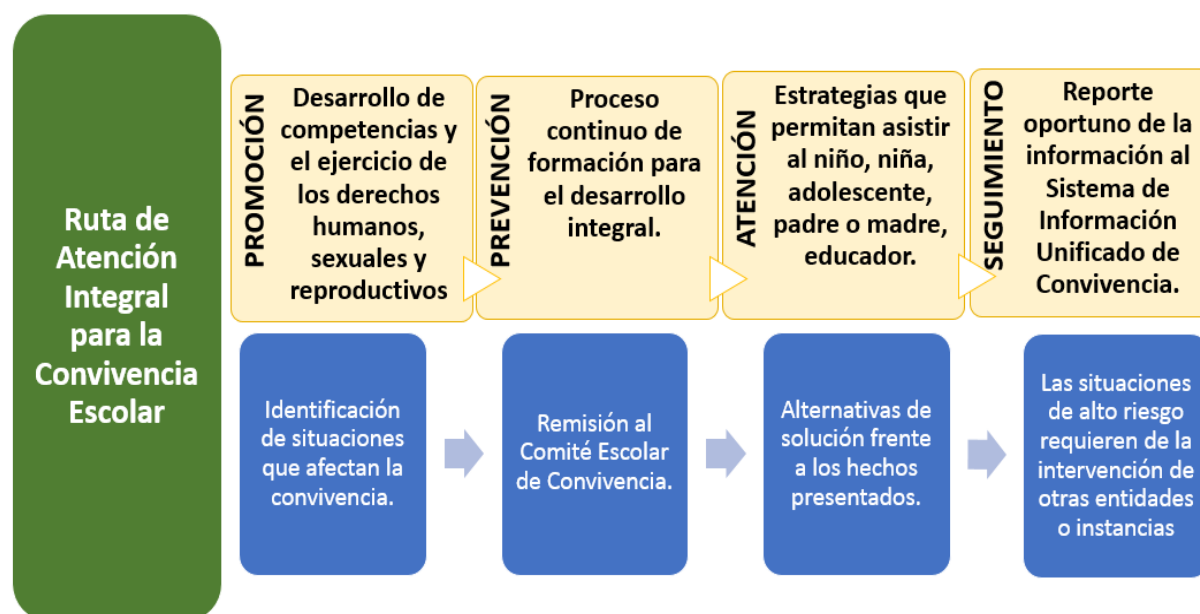 Ruta de
Atención
Integral
para la
Convivencia
Escolar
PROMOCIÓN
Desarrollo de
competencias y
el ejercicio de
los derechos
humanos,
sexuales y
reproductivos
PREVENCIÓN
Proceso
continuo de
formación para
el desarrollo
integral.
ATENCIÓN
Estrategias que
permitan asistir
al niño, niña,
adolescente,
padre o madre,
educador.
SEGUIMIENTO
Reporte
oportuno de la
información al
Sistema de
Información
Unificado de
Convivencia.
Identificación
de situaciones
que afectan la
convivencia.
Remisión al
Comité Escolar
de Convivencia.
Alternativas de
solución frente
a los hechos
presentados.
Las situaciones
de alto riesgo
requieren de la
intervención de
otras entidades
o instancias